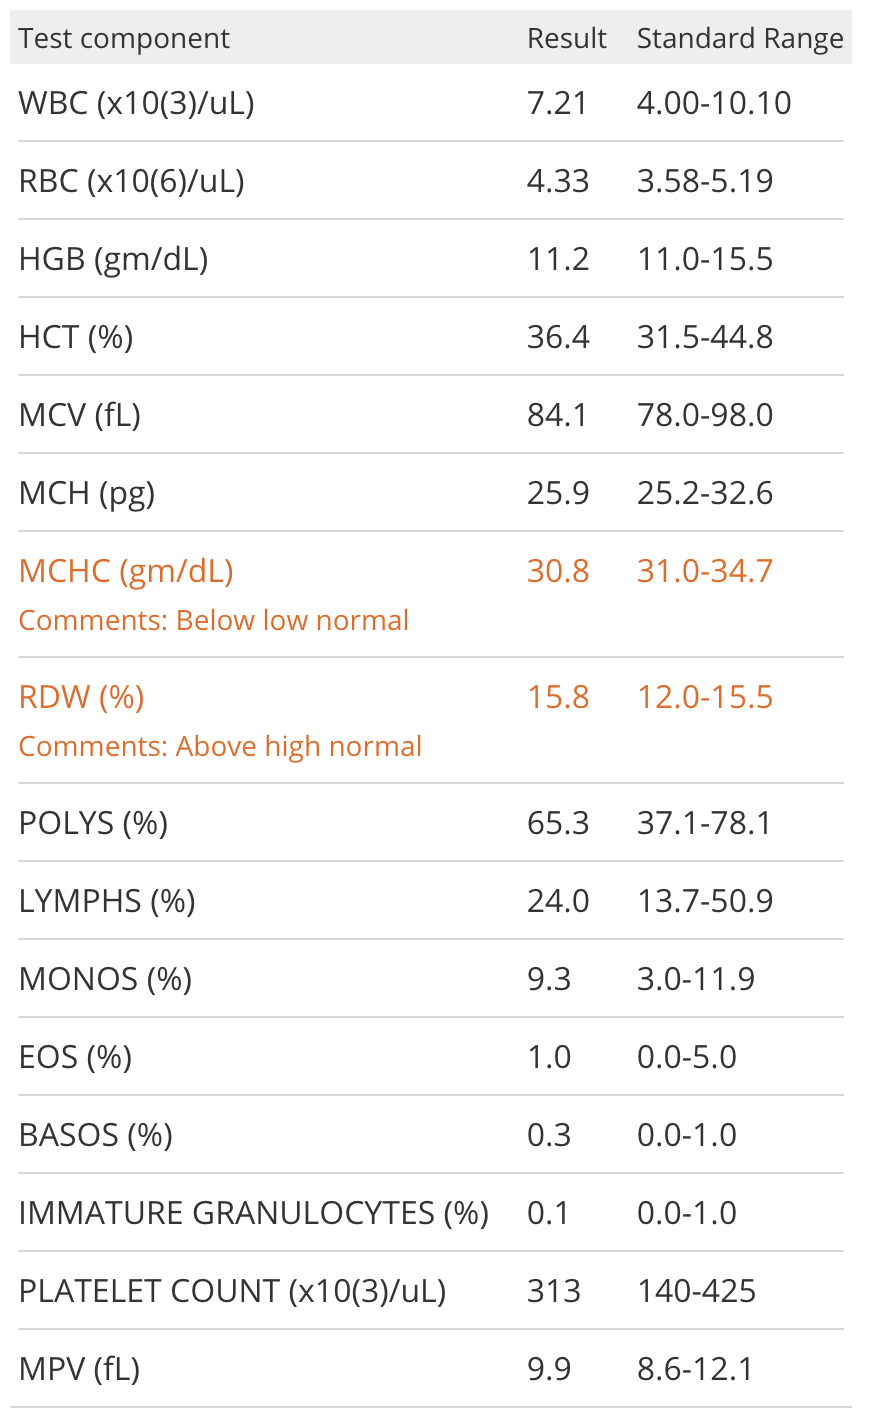 Test component Result Standard Range
WBC (x10(3)/uL) 7.21 4.00-10.10
RBC (x10(6)/uL) 4.33 3.58-5.19
HGB (gm/dL) 11.2 11.0-15.5
HCT (%) 36.4 31.5-44.8
MCV (fL) 84.1 78.0-98.0
MCH (pg) 25.9 25.2-32.6
MCHC (gm/dL) 30.8 31.0-34.7
Comments: Below low normal
RDW (%) 15.8 12.0-15.5
Comments: Above high normal
POLYS (%) 65.3 37.1-78.1
LYMPHS (%) 24.0 13.7-50.9
MONOS (%) 9.3 3.0-11.9
EOS (%) 1.0 0.0-5.0
BASOS (%) 0.3 0.0-1.0
IMMATURE GRANULOCYTES (%) 0.1 0.0-1.0
PLATELET COUNT (x10(3)/uL) 313 140-425
MPV (fL) 9.9 8.6-12.1